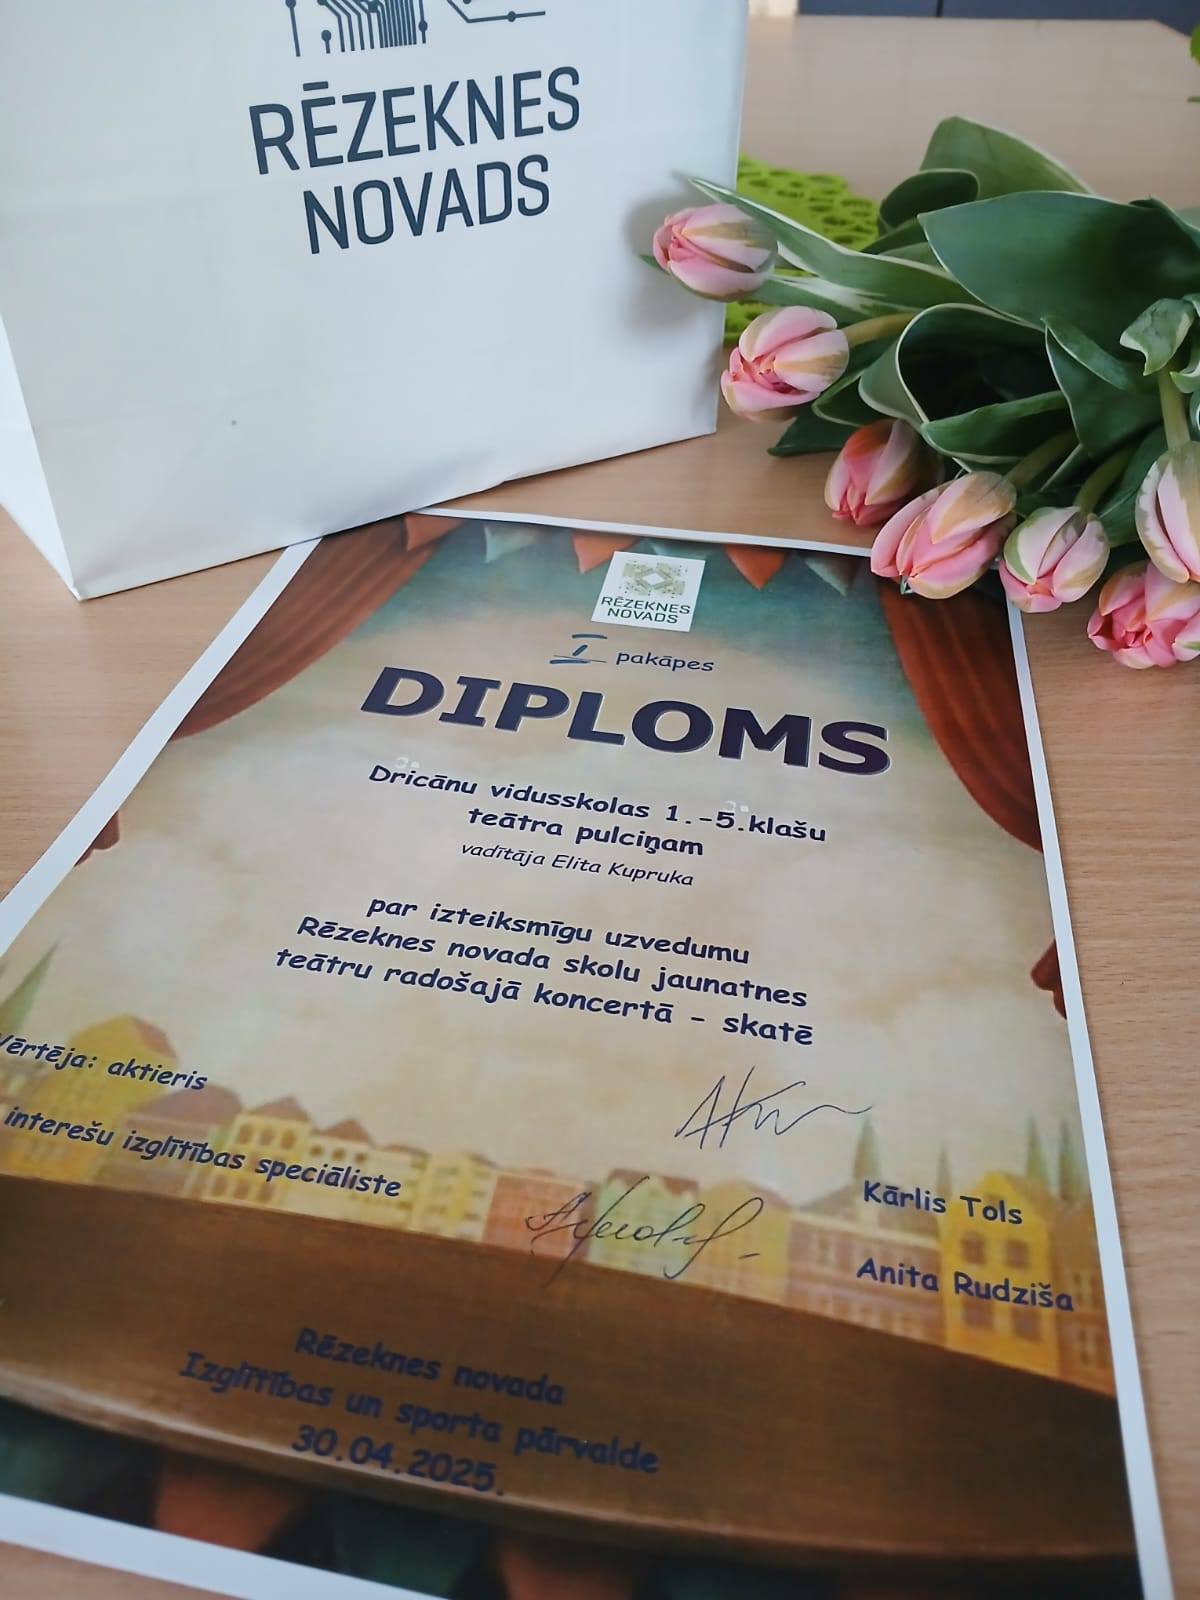 RĒZEKNES
NOVADS
RĒZEKNES
NOVADS
I pakāpes
DIPLOMS
Dricānu vidusskolas 1.-5.klašu
teātra pulciņam
vadītāja Elita Kupruka
par izteiksmīgu uzvedumu
Rēzeknes novada skolu jaunatnes
teātru radošajā koncertā - skatē
Vērtēja: aktieris
Kārlis Tols
interešu izglītības speciāliste
Anita Rudziša
Rēzeknes novada
Izglītības un sporta pārvalde
30.04.2025.